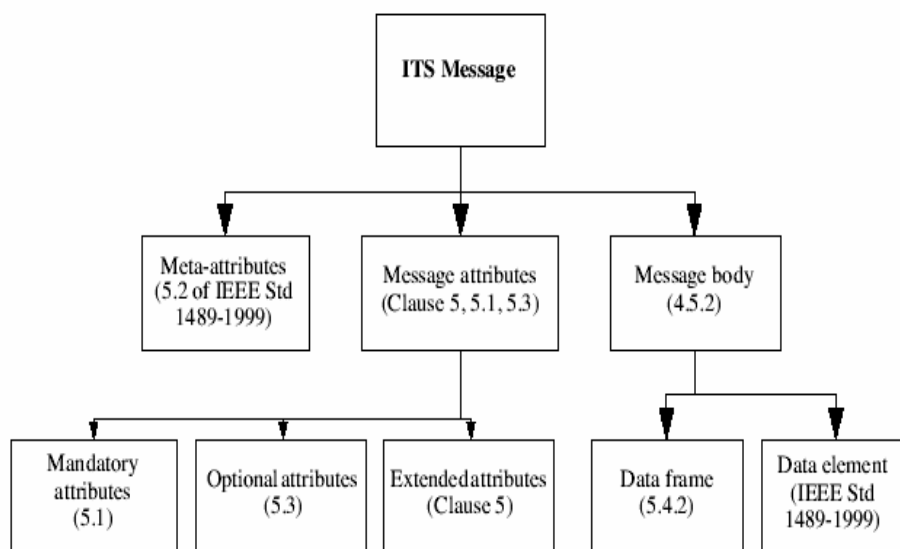 ITS Message
Meta-attributes
(5.2 of IEEE Std
1489-1999)
Message attributes
(Clause 5, 5.1, 5.3)
Message body
(4.5.2)
Mandatory
attributes
(5.1)
Optional attributes
(5.3)
Extended attributes
(Clause 5)
Data frame
(5.4.2)
Data element
(IEEE Std
1489-1999)